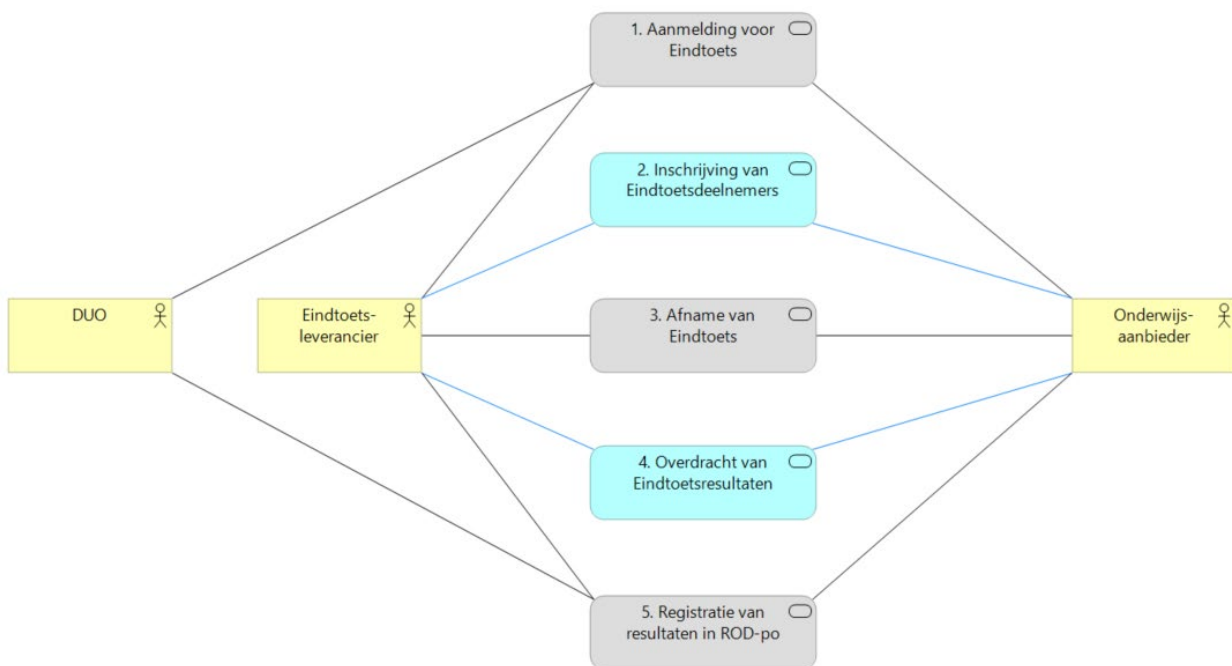 1. Aanmelding voor
Eindtoets
2. Inschrijving van
Eindtoetsdeelnemers
DUO
Eindtoets-
leverancier
3. Afname van
Eindtoets
Onderwijs-
aanbieder
4. Overdracht van
Eindtoetsresultaten
5. Registratie van
resultaten in ROD-po